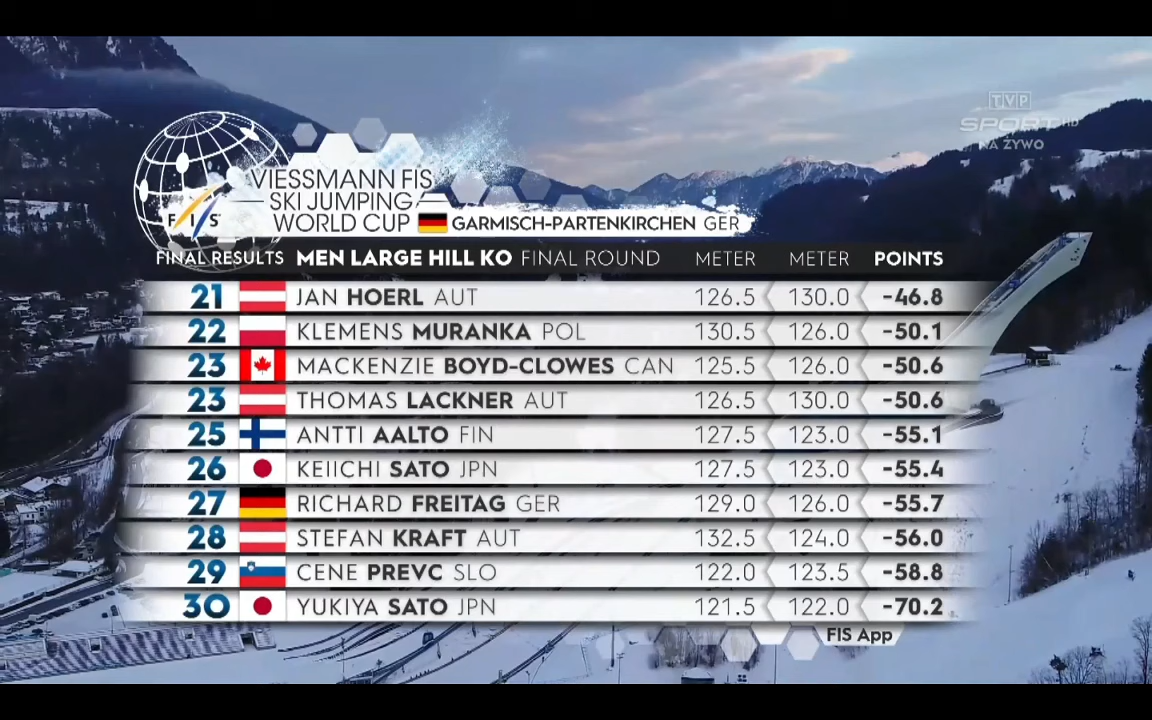 TVP
SPORT HD
NA ŻYWO
VIESSMANN FIS
SKI JUMPING
WORLD CUP
FIS
GARMISCH-PARTENKIRCHEN GER
FINAL RESULTS MEN LARGE HILL KO FINAL ROUND METER METER POINTS
21 JAN HOERL AUT 126.5 130.0 -46.8
22 KLEMENS MURANKA POL 130.5 126.0 -50.1
23 MACKENZIE BOYD-CLOWES CAN 125.5 126.0 -50.6
23 THOMAS LACKNER AUT 126.5 130.0 -50.6
25 ANTTI AALTO FIN 127.5 123.0 -55.1
26 KEIICHI SATO JPN 127.5 123.0 -55.4
27 RICHARD FREITAG GER 129.0 126.0 -55.7
28 STEFAN KRAFT AUT 132.5 124.0 -56.0
29 CENE PREVC SLO 122.0 123.5 -58.8
30 YUKIYA SATO JPN 121.5 122.0 -70.2
FIS App